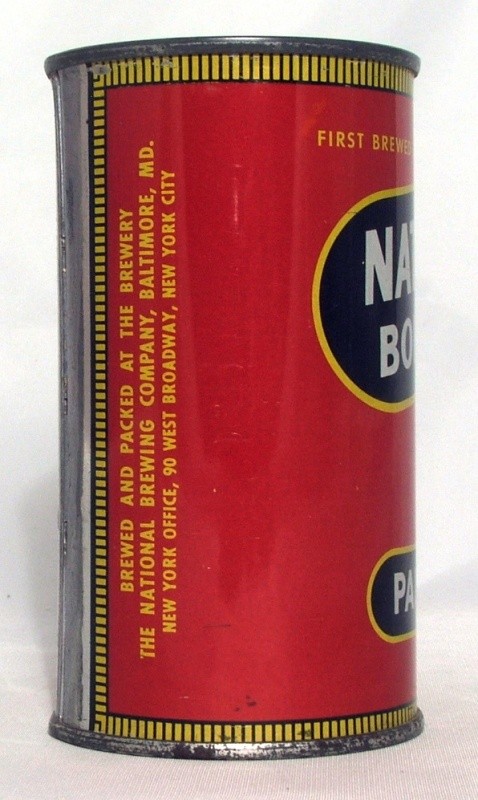 BREWED AND PACKED AT THE BREWERY
THE NATIONAL BREWING COMPANY, BALTIMORE, MD.
NEW YORK OFFICE, 90 WEST BROADWAY, NEW YORK CITY
FIRST BREWED
NAT
BO
PA